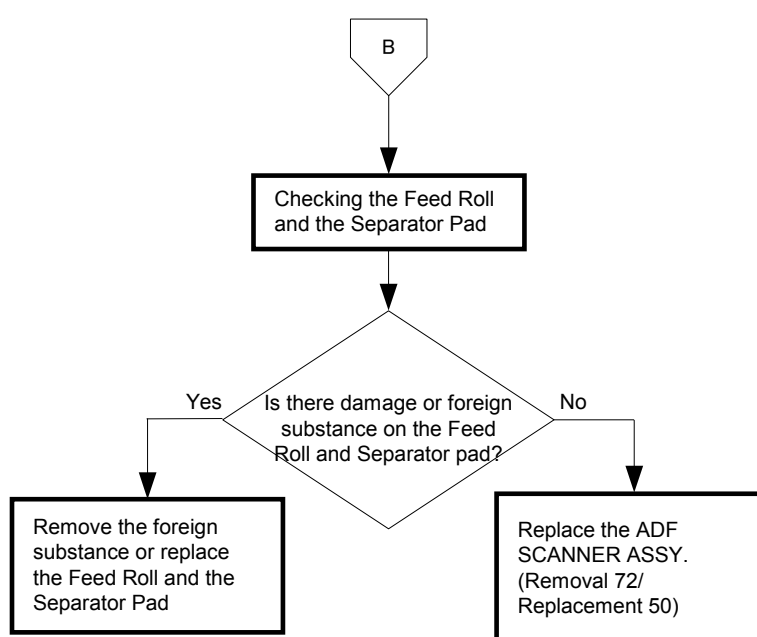 B
Checking the Feed Roll
and the Separator Pad
Is there damage or foreign
substance on the Feed
Roll and Separator pad?
Yes
No
Remove the foreign
substance or replace
the Feed Roll and the
Separator Pad
Replace the ADF
SCANNER ASSY.
(Removal 72/
Replacement 50)